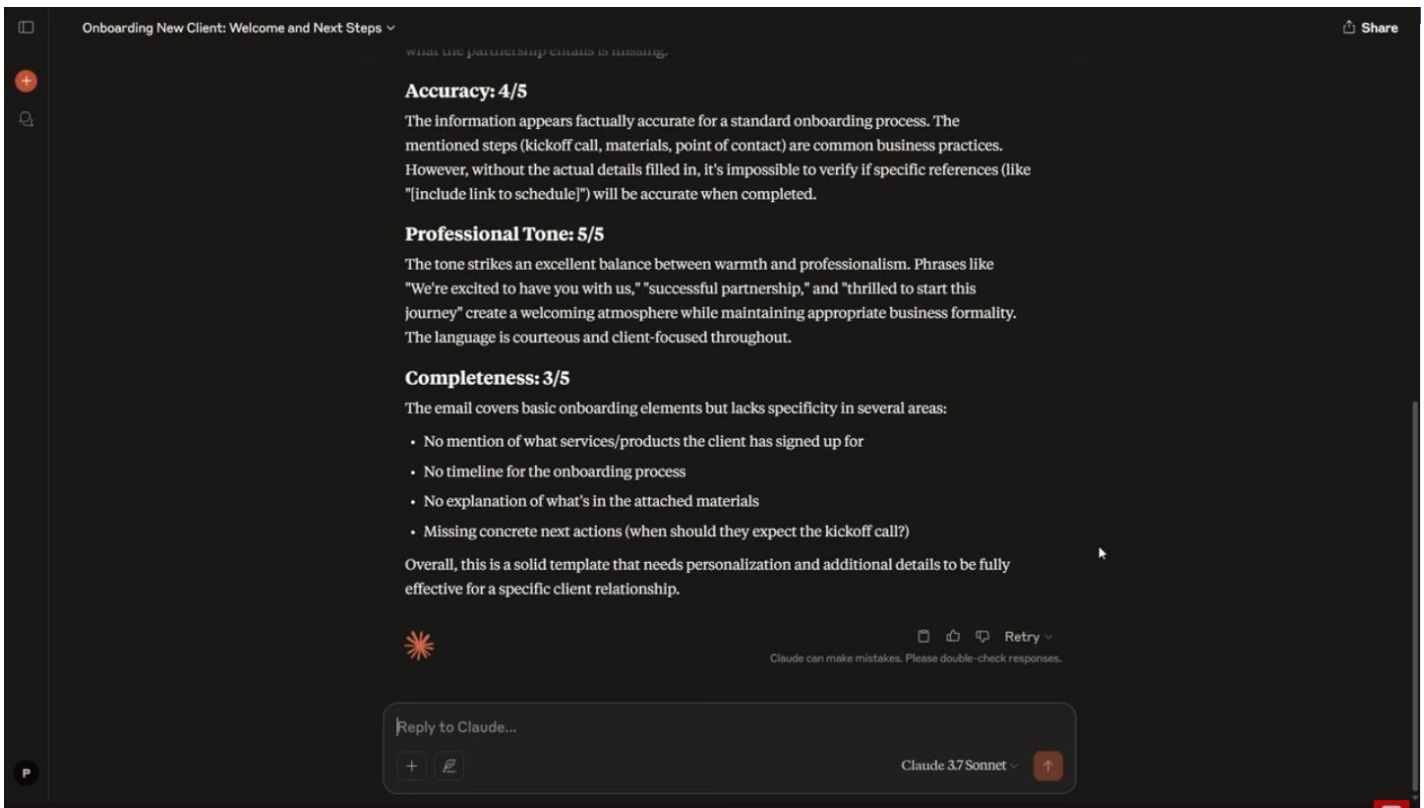 Onboarding New Client: Welcome and Next Steps
Share
what the partnership entails is missing.
Accuracy: 4/5
The information appears factually accurate for a standard onboarding process. The
mentioned steps (kickoff call, materials, point of contact) are common business practices.
However, without the actual details filled in, it's impossible to verify if specific references (like
"[include link to schedule]") will be accurate when completed.
Professional Tone: 5/5
The tone strikes an excellent balance between warmth and professionalism. Phrases like
"We're excited to have you with us," "successful partnership," and "thrilled to start this
journey" create a welcoming atmosphere while maintaining appropriate business formality.
The language is courteous and client-focused throughout.
Completeness: 3/5
The email covers basic onboarding elements but lacks specificity in several areas:
• No mention of what services/products the client has signed up for
• No timeline for the onboarding process
• No explanation of what's in the attached materials
• Missing concrete next actions (when should they expect the kickoff call?)
Overall, this is a solid template that needs personalization and additional details to be fully
effective for a specific client relationship.
Retry
Claude can make mistakes. Please double-check responses.
Reply to Claude...
Claude 3.7 Sonnet
P